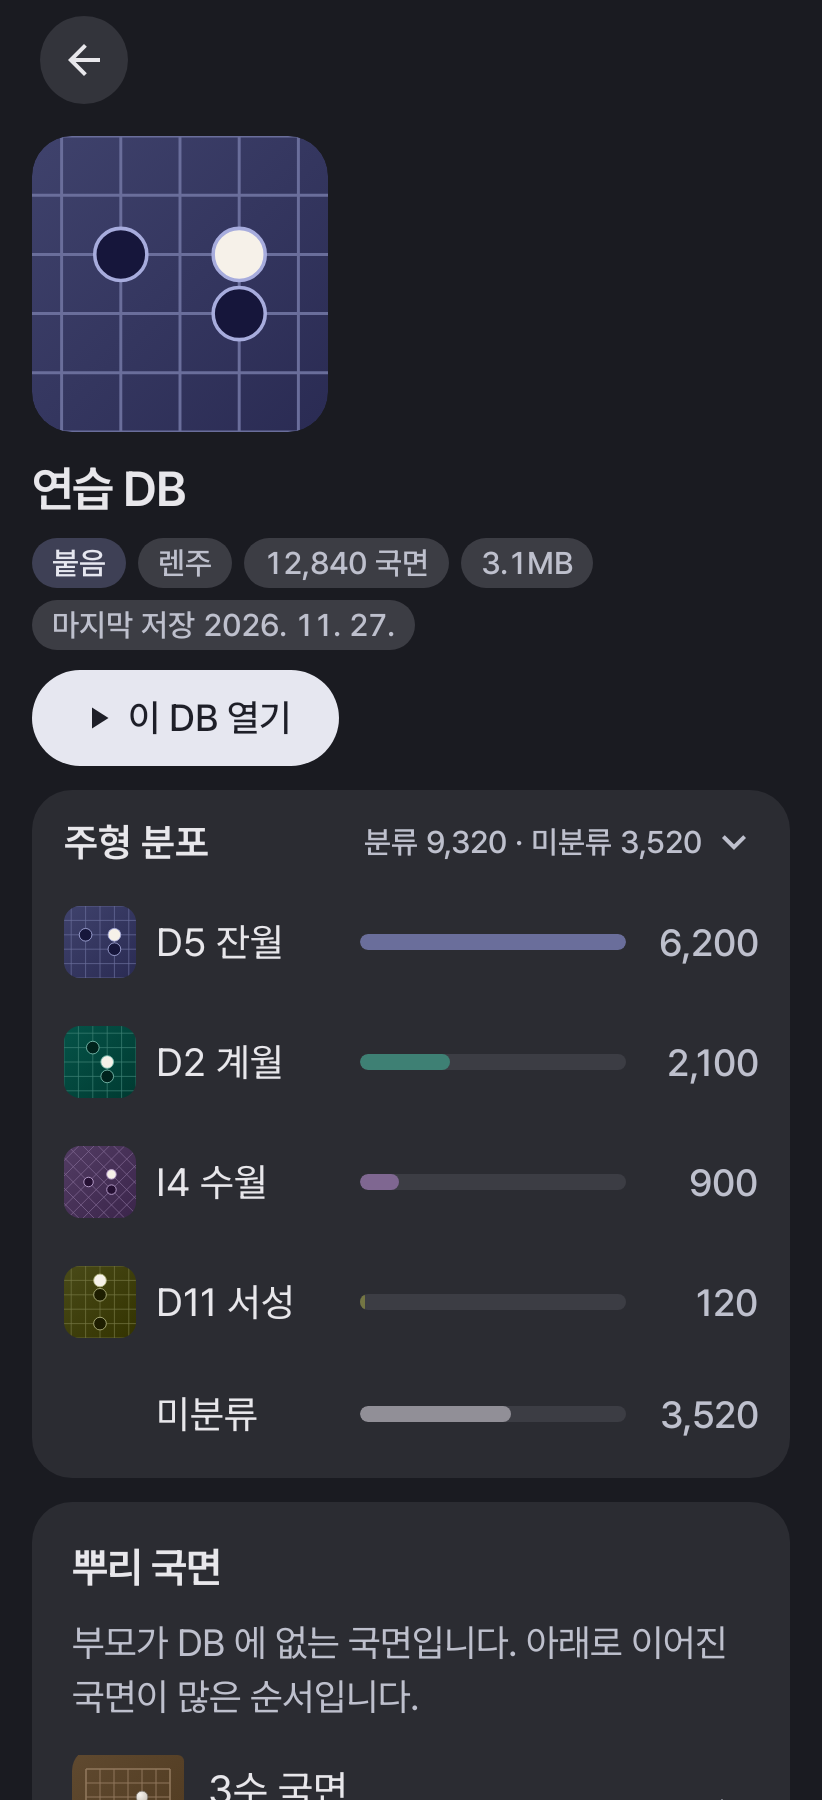 연습 DB
붙음 렌주 12,840 국면 3.1MB
마지막 저장 2026. 11. 27.
이 DB 열기
주형 분포 분류 9,320 · 미분류 3,520
D5 잔월 6,200
D2 계월 2,100
I4 수월 900
D11 서성 120
미분류 3,520
뿌리 국면
부모가 DB 에 없는 국면입니다. 아래로 이어진
국면이 많은 순서입니다.
3수 국면